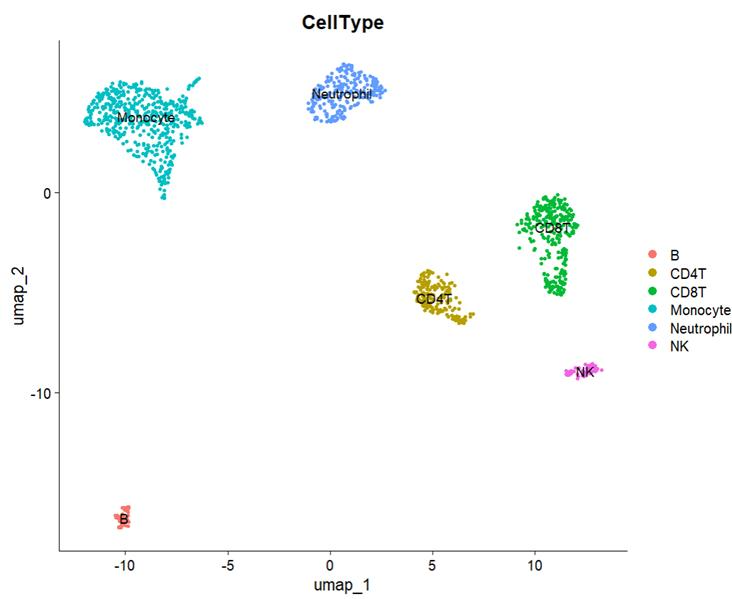 CellType
Monocyte
Neutrophil
CD8T
CD4T
NK
B
0
-10
umap_2
-10
-5
0
5
10
umap_1
B
CD4T
CD8T
Monocyte
Neutrophil
NK